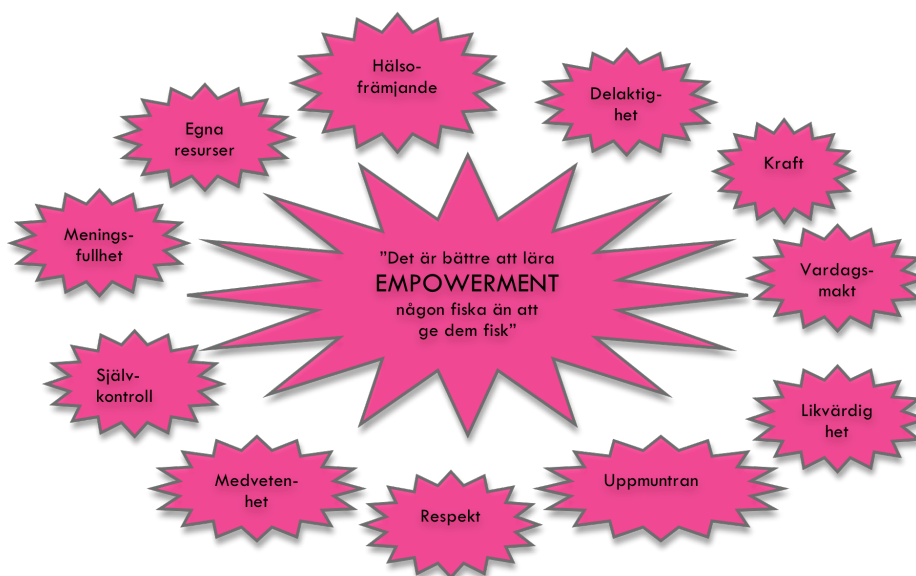 Hälso-
främjande
Delaktig-
het
Egna
resurser
Kraft
Menings-
fullhet
"Det är bättre att lära
EMPOWERMENT
någon fiska än att
ge dem fisk"
Vardags-
makt
Själv-
kontroll
Likvärdig
het
Medveten-
het
Uppmuntran
Respekt